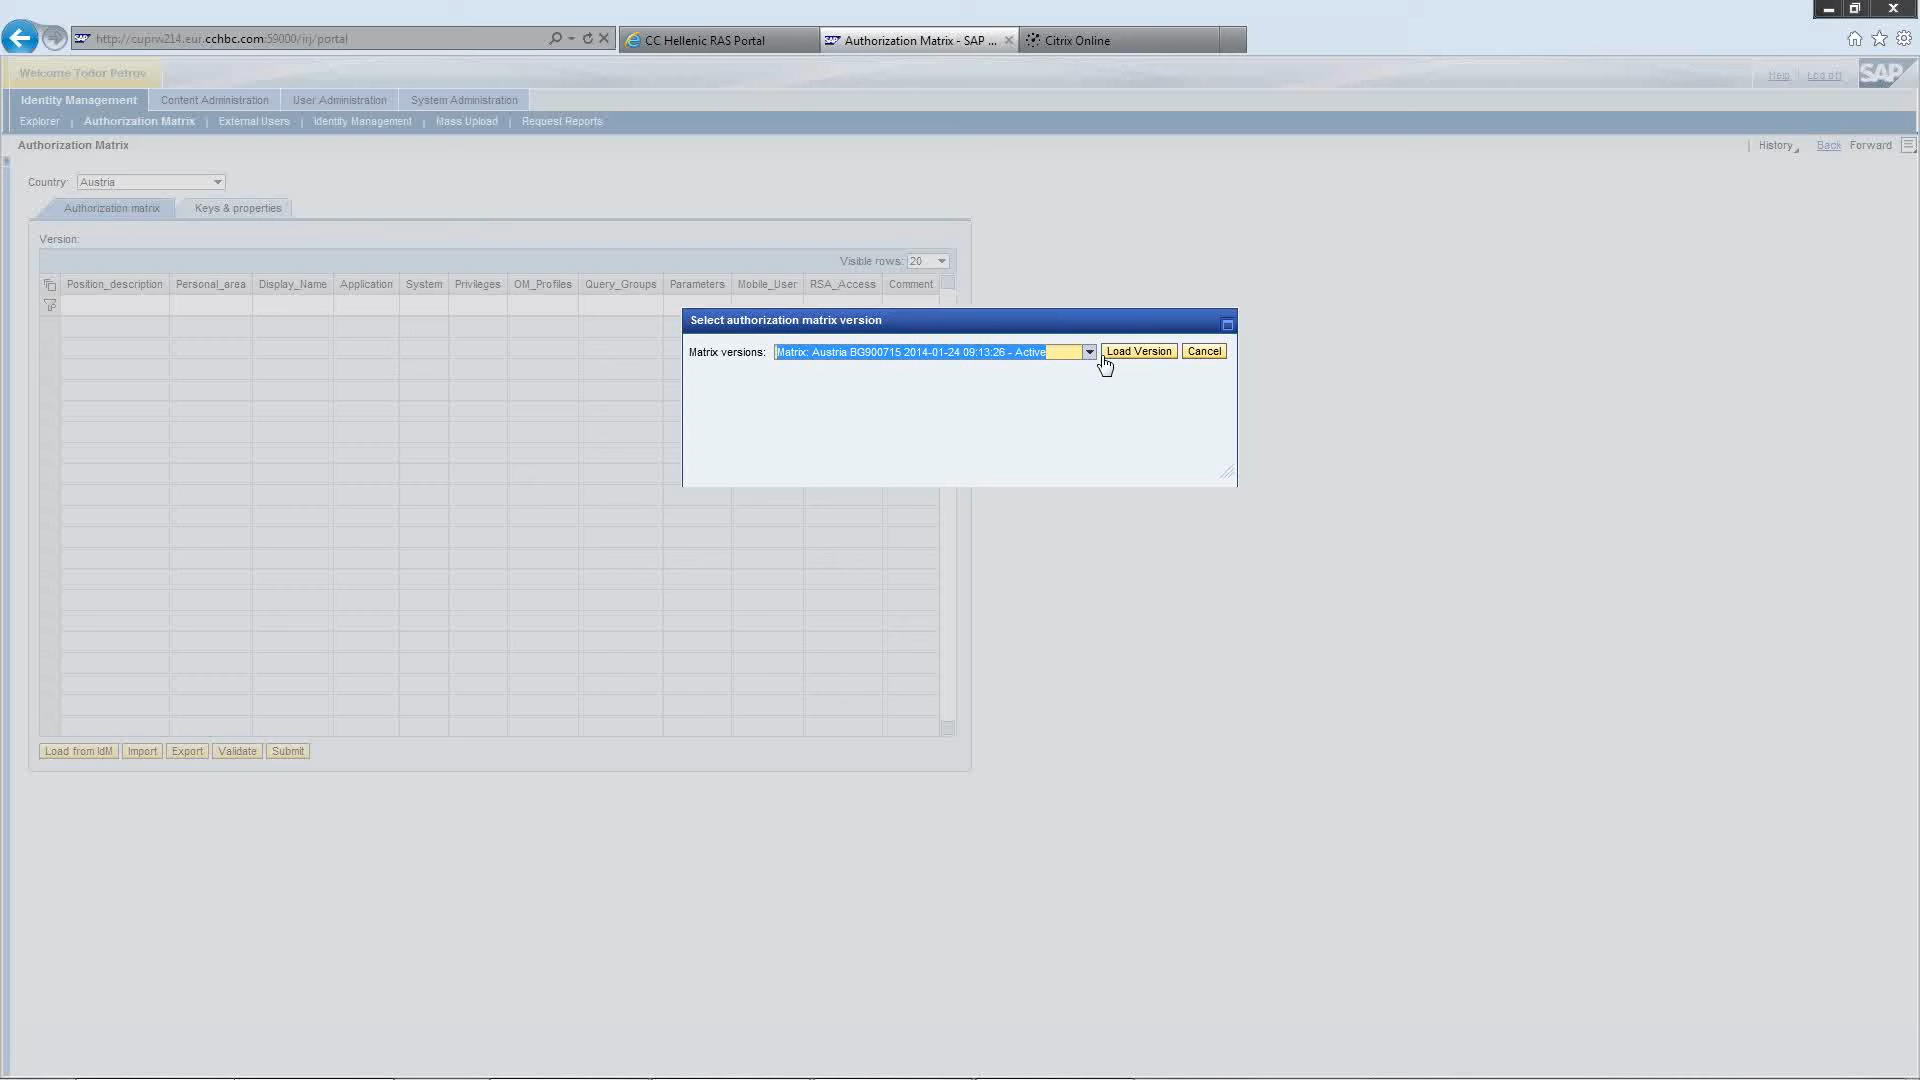 http://cuprw214.eur.cchbc.com:59000/irj/portal
CC Hellenic RAS Portal
Authorization Matrix - SAP ...
Citrix Online
Welcome Todor Petrov
Help
Log off
SAP
Identity Management
Content Administration
User Administration
System Administration
Explorer
Authorization Matrix
External Users
Identity Management
Mass Upload
Request Reports
Authorization Matrix
History
Back
Forward
Country:
Austria
Authorization matrix
Keys & properties
Version:
Visible rows: 20
Position_description
Personal_area
Display_Name
Application
System
Privileges
OM_Profiles
Query_Groups
Parameters
Mobile_User
RSA_Access
Comment
Select authorization matrix version
Matrix versions:
Matrix: Austria BG900715 2014-01-24 09:13:26 - Active
Load Version
Cancel
Load from IdM
Import
Export
Validate
Submit